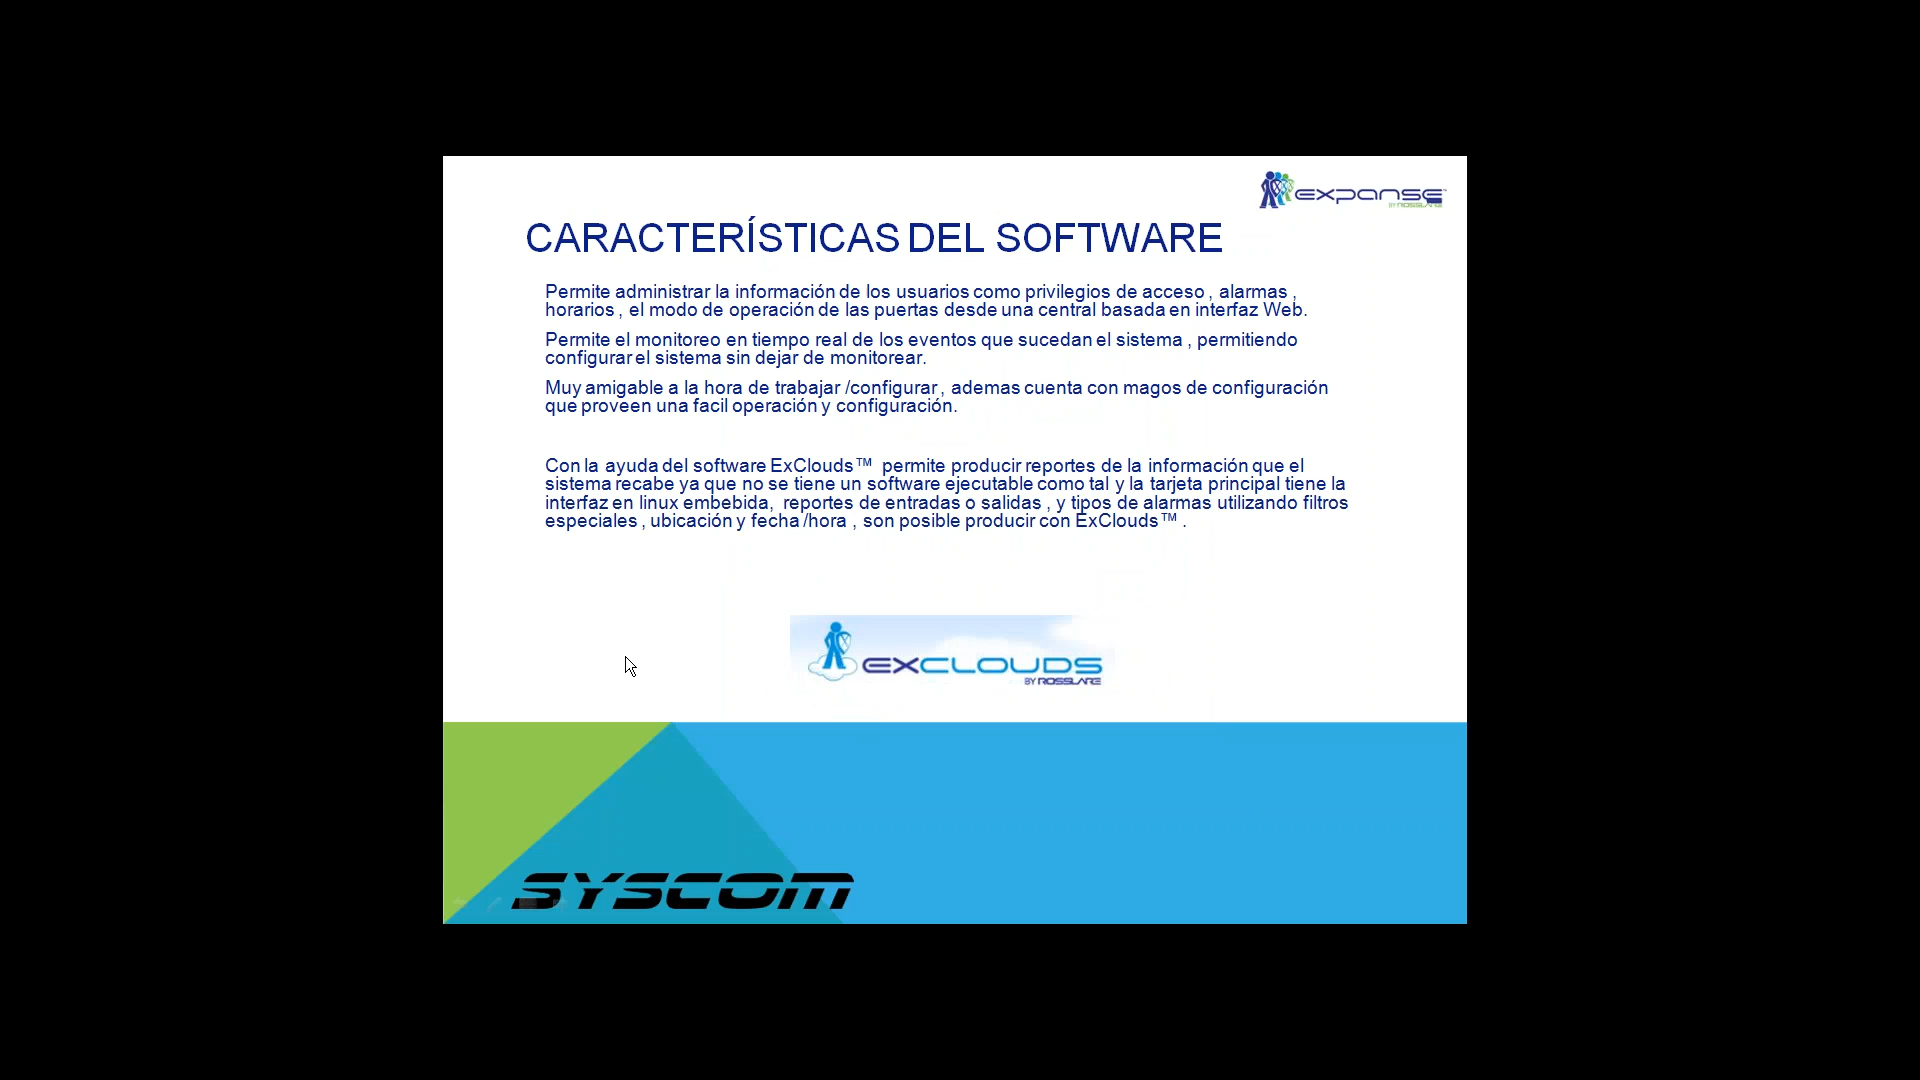 expanse™
BY ROSSLARE
CARACTERÍSTICAS DEL SOFTWARE
Permite administrar la información de los usuarios como privilegios de acceso , alarmas ,
horarios , el modo de operación de las puertas desde una central basada en interfaz Web.
Permite el monitoreo en tiempo real de los eventos que sucedan el sistema , permitiendo
configurar el sistema sin dejar de monitorear.
Muy amigable a la hora de trabajar /configurar , ademas cuenta con magos de configuración
que proveen una facil operación y configuración.
Con la ayuda del software ExClouds™ permite producir reportes de la información que el
sistema recabe ya que no se tiene un software ejecutable como tal y la tarjeta principal tiene la
interfaz en linux embebida, reportes de entradas o salidas , y tipos de alarmas utilizando filtros
especiales , ubicación y fecha /hora , son posible producir con ExClouds™ .
EXCLOUDS
BY ROSSLARE
SYSCOM